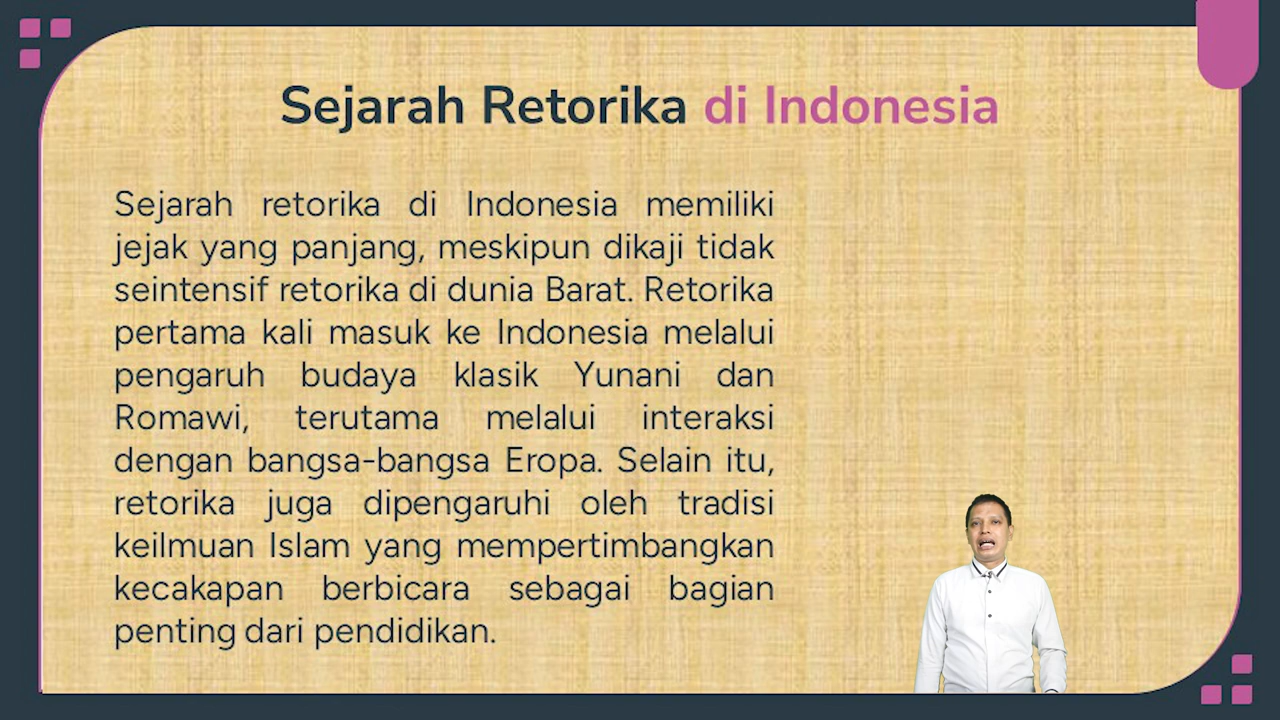 Sejarah Retorika di Indonesia
Sejarah retorika di Indonesia memiliki
jejak yang panjang, meskipun dikaji tidak
seintensif retorika di dunia Barat. Retorika
pertama kali masuk ke Indonesia melalui
pengaruh budaya klasik Yunani dan
Romawi, terutama melalui interaksi
dengan bangsa-bangsa Eropa. Selain itu,
retorika juga dipengaruhi oleh tradisi
keilmuan Islam yang mempertimbangkan
kecakapan berbicara sebagai bagian
penting dari pendidikan.